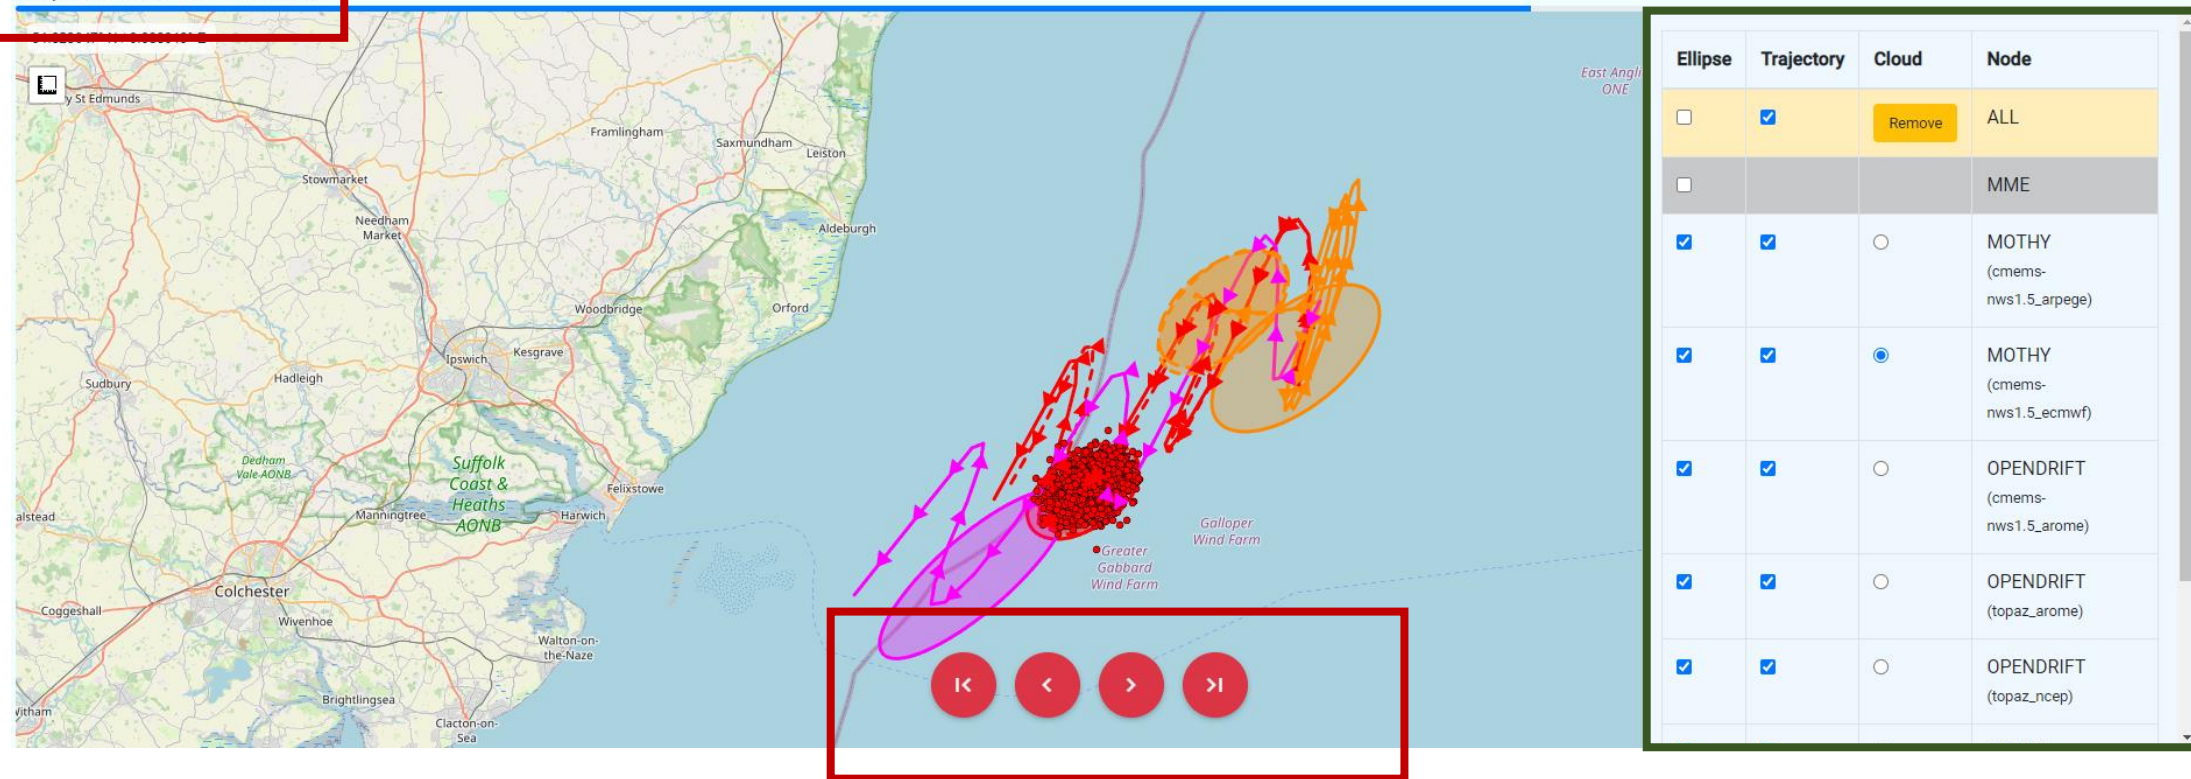 y St Edmunds
Framlingham
Saxmundham
Leiston
Stowmarket
Needham
Market
Aldeburgh
Woodbridge
Orford
Ipswich
Kesgrave
Hadleigh
Sudbury
Dedham
Vale AONB
Suffolk
Coast &
Heaths
AONB
Felixstowe
alstead
Manningtree
Harwich
Colchester
Coggeshall
Wivenhoe
Walton-on-
the-Naze
Brightlingsea
Witham
Clacton-on-
Sea
East Angli
ONE
Galloper
Wind Farm
Greater
Gabbard
Wind Farm
Ellipse Trajectory Cloud Node
Remove ALL
MME
MOTHY
(cmems-
nws1.5_arpege)
MOTHY
(cmems-
nws1.5_ecmwf)
OPENDRIFT
(cmems-
nws1.5_arome)
OPENDRIFT
(topaz_arome)
OPENDRIFT
(topaz_ncep)